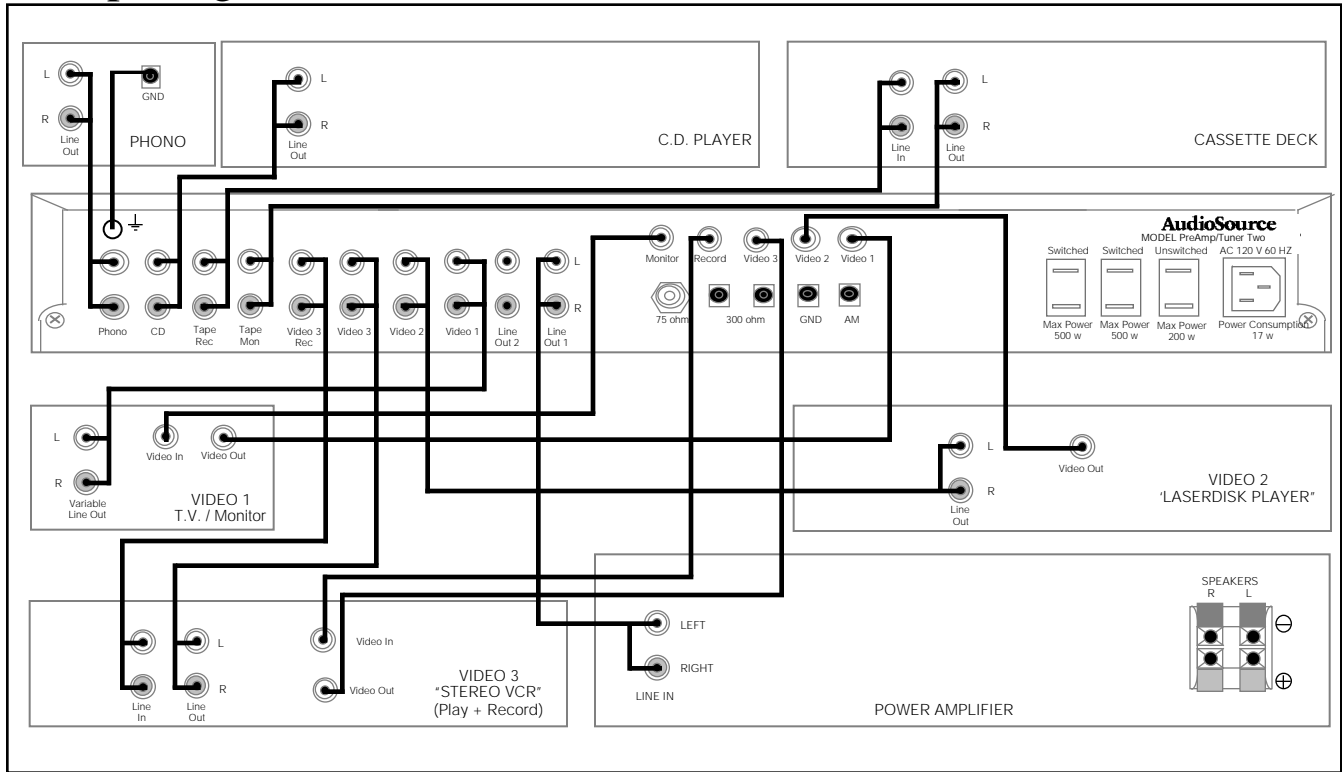 L
R
Line
Out
GND
PHONO
L
R
Line
Out
C.D. PLAYER
L
R
Line
In
Line
Out
CASSETTE DECK
AudioSource
MODEL PreAmp/Tuner Two
Switched
Switched
Unswitched
AC 120 V 60 HZ
Max Power
500 w
Max Power
500 w
Max Power
200 w
Power Consumption
17 w
Monitor
Record
Video 3
Video 2
Video 1
L
R
Phono
CD
Tape
Rec
Tape
Mon
Video 3
Rec
Video 3
Video 2
Video 1
Line
Out 2
Line
Out 1
75 ohm
300 ohm
GND
AM
L
R
Variable
Line Out
Video In
Video Out
VIDEO 1
T.V. / Monitor
L
R
Line
Out
Video Out
VIDEO 2
‘LASERDISK PLAYER”
L
R
Line
In
Line
Out
Video In
Video Out
VIDEO 3
“STEREO VCR”
(Play + Record)
LEFT
RIGHT
LINE IN
POWER AMPLIFIER
SPEAKERS
R L